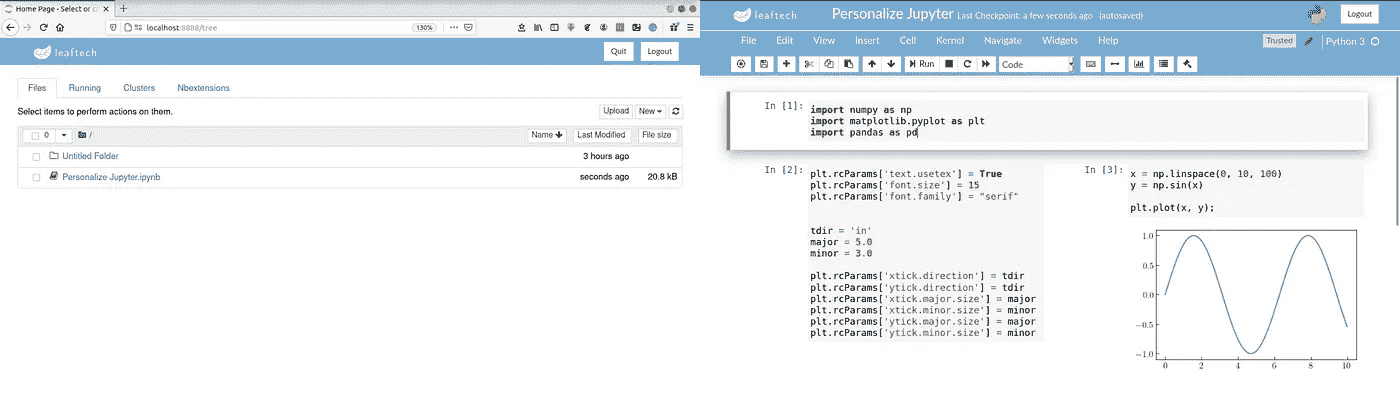 Home Page - Select or c
localhost:8888/tree
130%
leaftech
Quit
Logout
Files
Running
Clusters
Nbextensions
Select items to perform actions on them.
Upload
New
0
/
Name
Last Modified
File size
Untitled Folder
3 hours ago
Personalize Jupyter.ipynb
seconds ago
20.8 kB
leaftech
Personalize Jupyter Last Checkpoint: a few seconds ago (autosaved)
Logout
File
Edit
View
Insert
Cell
Kernel
Navigate
Widgets
Help
Trusted
Python 3
Run
Code
In [1]:
import numpy as np
import matplotlib.pyplot as plt
import pandas as pd
In [2]:
plt.rcParams['text.usetex'] = True
plt.rcParams['font.size'] = 15
plt.rcParams['font.family'] = "serif"
tdir = 'in'
major = 5.0
minor = 3.0
plt.rcParams['xtick.direction'] = tdir
plt.rcParams['ytick.direction'] = tdir
plt.rcParams['xtick.major.size'] = major
plt.rcParams['xtick.minor.size'] = minor
plt.rcParams['ytick.major.size'] = major
plt.rcParams['ytick.minor.size'] = minor
In [3]:
x = np.linspace(0, 10, 100)
y = np.sin(x)
plt.plot(x, y);
1.0
0.5
0.0
−0.5
−1.0
0
2
4
6
8
10